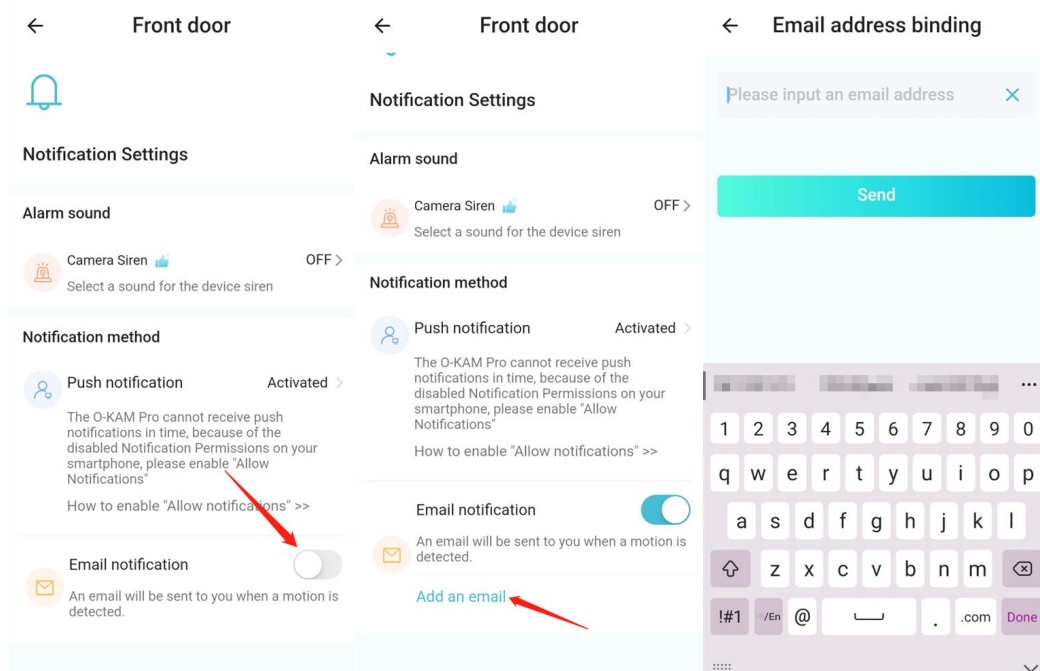 Front door
Notification Settings
Alarm sound
Camera Siren
OFF >
Select a sound for the device siren
Notification method
Push notification
Activated >
The O-KAM Pro cannot receive push
notifications in time, because of the
disabled Notification Permissions on your
smartphone, please enable "Allow
Notifications"
How to enable "Allow notifications" >>
Email notification
An email will be sent to you when a motion is
detected.
Front door
Notification Settings
Alarm sound
Camera Siren
OFF >
Select a sound for the device siren
Notification method
Push notification
Activated >
The O-KAM Pro cannot receive push
notifications in time, because of the
disabled Notification Permissions on your
smartphone, please enable "Allow
Notifications"
How to enable "Allow notifications" >>
Email notification
An email will be sent to you when a motion is
detected.
Add an email
Email address binding
Please input an email address
Send
1 2 3 4 5 6 7 8 9 0
q w e r t y u i o p
a s d f g h j k l
z x c v b n m
!#1 /En @ . .com Done